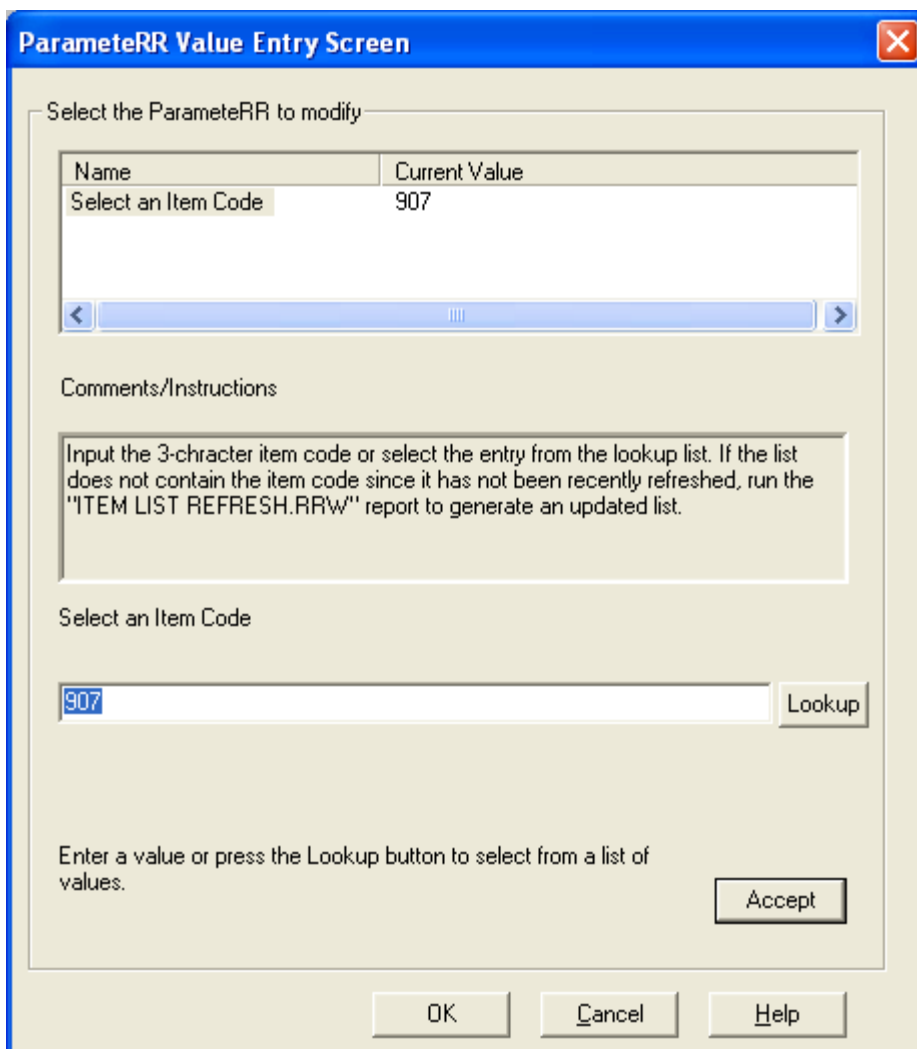 ParameteRR Value Entry Screen
Select the ParameteRR to modify
Name Current Value
Select an Item Code 907
Comments/Instructions
Input the 3-chracter item code or select the entry from the lookup list. If the list
does not contain the item code since it has not been recently refreshed, run the
"ITEM LIST REFRESH.RRW" report to generate an updated list.
Select an Item Code
907 Lookup
Enter a value or press the Lookup button to select from a list of
values.
Accept
OK Cancel Help